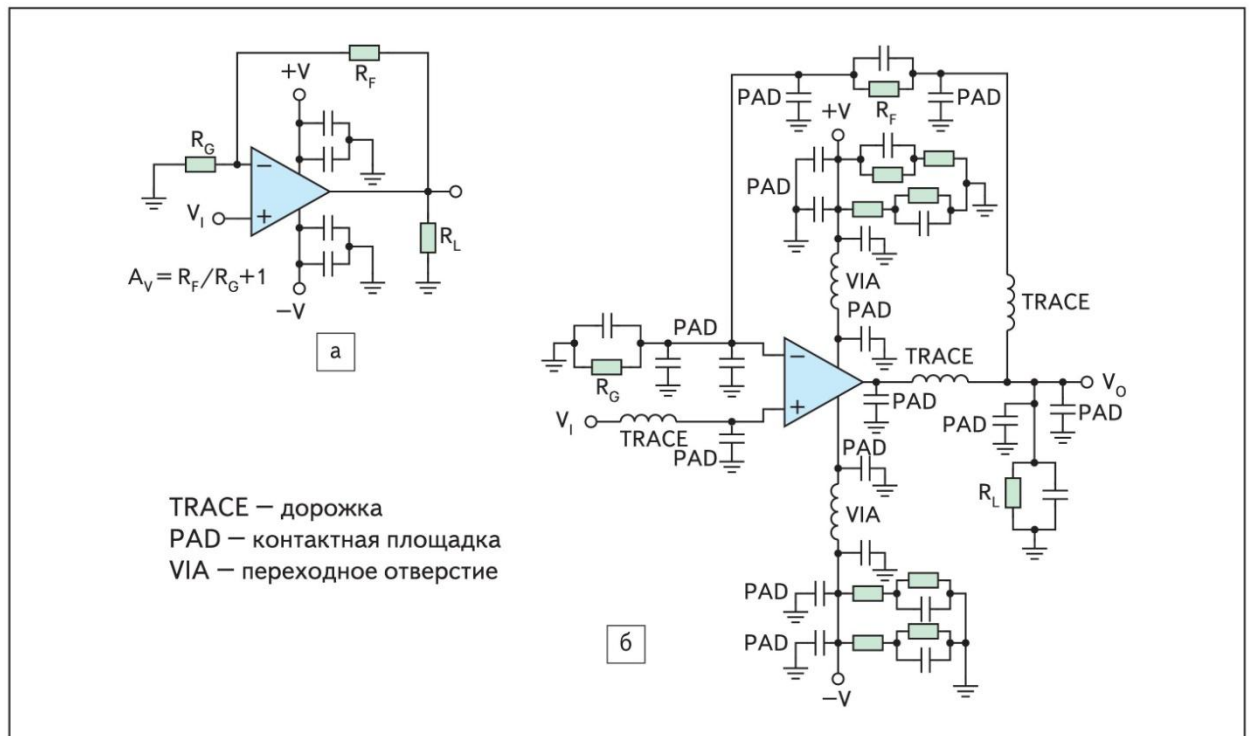 +V
R_F
R_G
−
+
V_I
R_L
A_V = R_F/R_G+1
−V
а
TRACE — дорожка
PAD — контактная площадка
VIA — переходное отверстие
PAD
PAD
R_F
+V
PAD
VIA
TRACE
PAD
PAD
TRACE
R_G
−
+
V_O
V_I
TRACE
PAD
PAD
PAD
PAD
PAD
R_L
VIA
PAD
PAD
−V
б